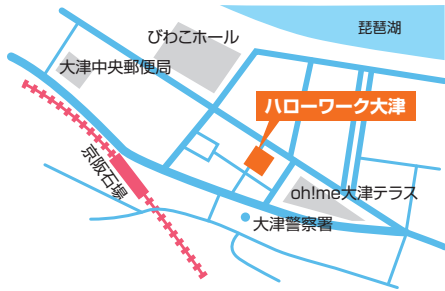 琵琶湖
びわこホール
大津中央郵便局
ハローワーク大津
京阪石場
oh!me大津テラス
大津警察署